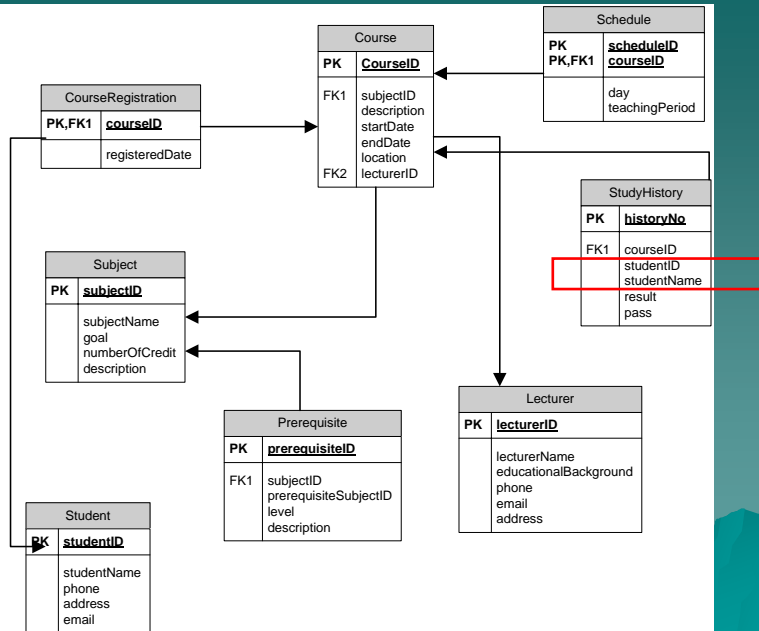 Schedule
PK scheduleID
PK,FK1 courseID
day
teachingPeriod
Course
PK CourseID
FK1 subjectID
description
startDate
endDate
location
FK2 lecturerID
CourseRegistration
PK,FK1 courseID
registeredDate
StudyHistory
PK historyNo
FK1 courseID
studentID
studentName
result
pass
Subject
PK subjectID
subjectName
goal
numberOfCredit
description
Lecturer
PK lecturerID
lecturerName
educationalBackground
phone
email
address
Prerequisite
PK prerequisiteID
FK1 subjectID
prerequisiteSubjectID
level
description
Student
PK studentID
studentName
phone
address
email